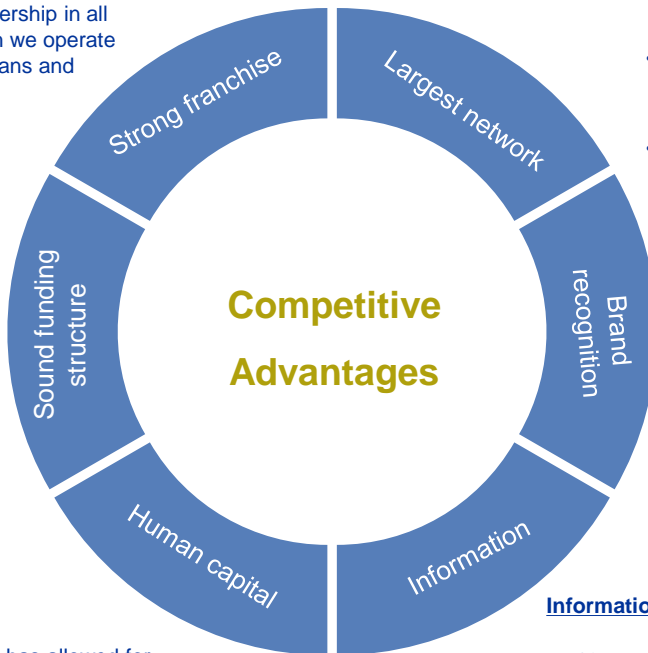 ership in all
we operate
ans and
Strong franchise
Largest network
Sound funding
structure
Brand
recognition
Competitive
Advantages
Human capital
Information
Informatio
has allowed for